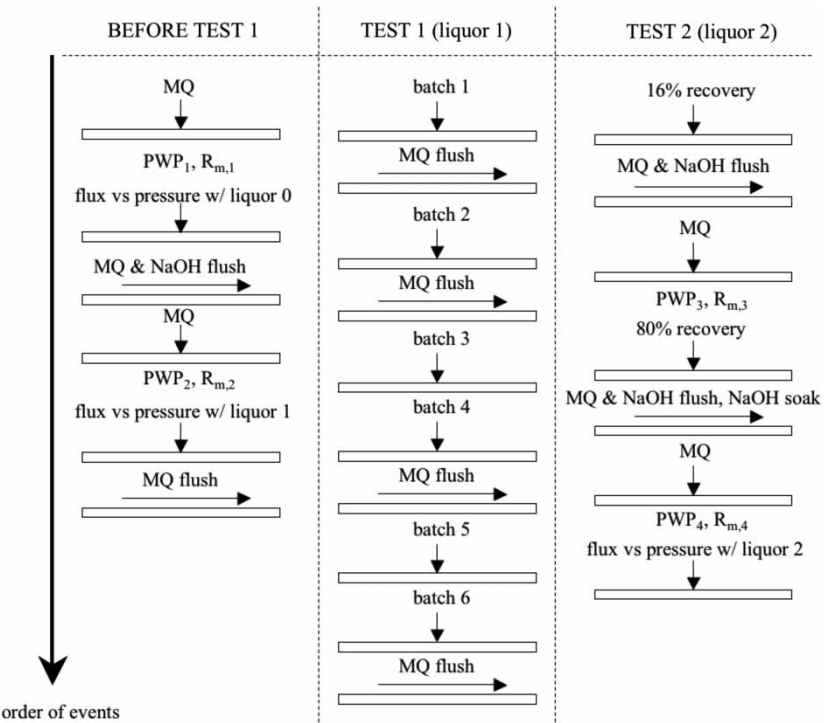 BEFORE TEST 1
MQ
PWP1, Rm,1
flux vs pressure w/ liquor 0
MQ & NaOH flush
MQ
PWP2, Rm,2
flux vs pressure w/ liquor 1
MQ flush
TEST 1 (liquor 1)
batch 1
MQ flush
batch 2
MQ flush
batch 3
batch 4
MQ flush
batch 5
batch 6
MQ flush
TEST 2 (liquor 2)
16% recovery
MQ & NaOH flush
MQ
PWP3, Rm,3
80% recovery
MQ & NaOH flush, NaOH soak
MQ
PWP4, Rm,4
flux vs pressure w/ liquor 2
order of events